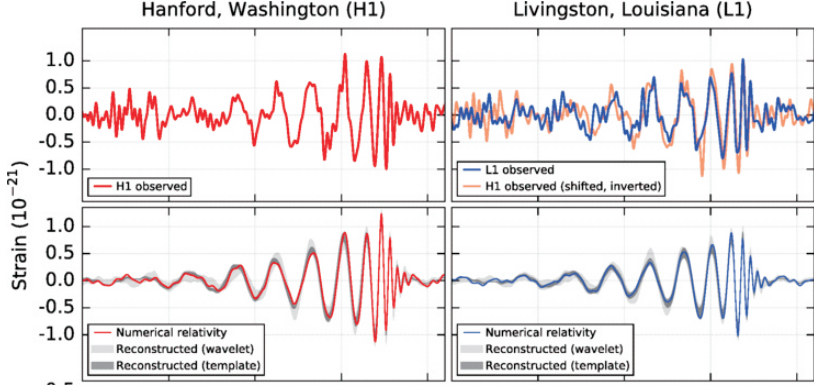 Hanford, Washington (H1)
Livingston, Louisiana (L1)
Strain (10⁻²¹)
1.0
0.5
0.0
-0.5
-1.0
H1 observed
L1 observed
H1 observed (shifted, inverted)
1.0
0.5
0.0
-0.5
-1.0
Numerical relativity
Reconstructed (wavelet)
Reconstructed (template)
Numerical relativity
Reconstructed (wavelet)
Reconstructed (template)